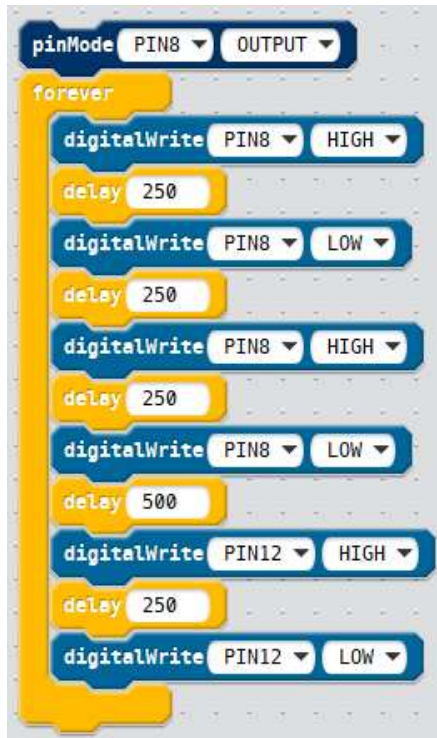 pinMode PIN8 OUTPUT
forever
digitalWrite PIN8 HIGH
delay 250
digitalWrite PIN8 LOW
delay 250
digitalWrite PIN8 HIGH
delay 250
digitalWrite PIN8 LOW
delay 500
digitalWrite PIN12 HIGH
delay 250
digitalWrite PIN12 LOW